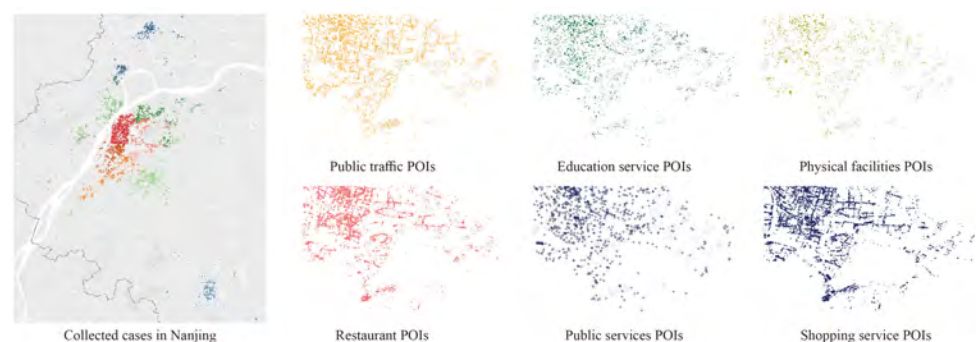 Public traffic POIs
Education service POIs
Physical facilities POIs
Collected cases in Nanjing
Restaurant POIs
Public services POIs
Shopping service POIs